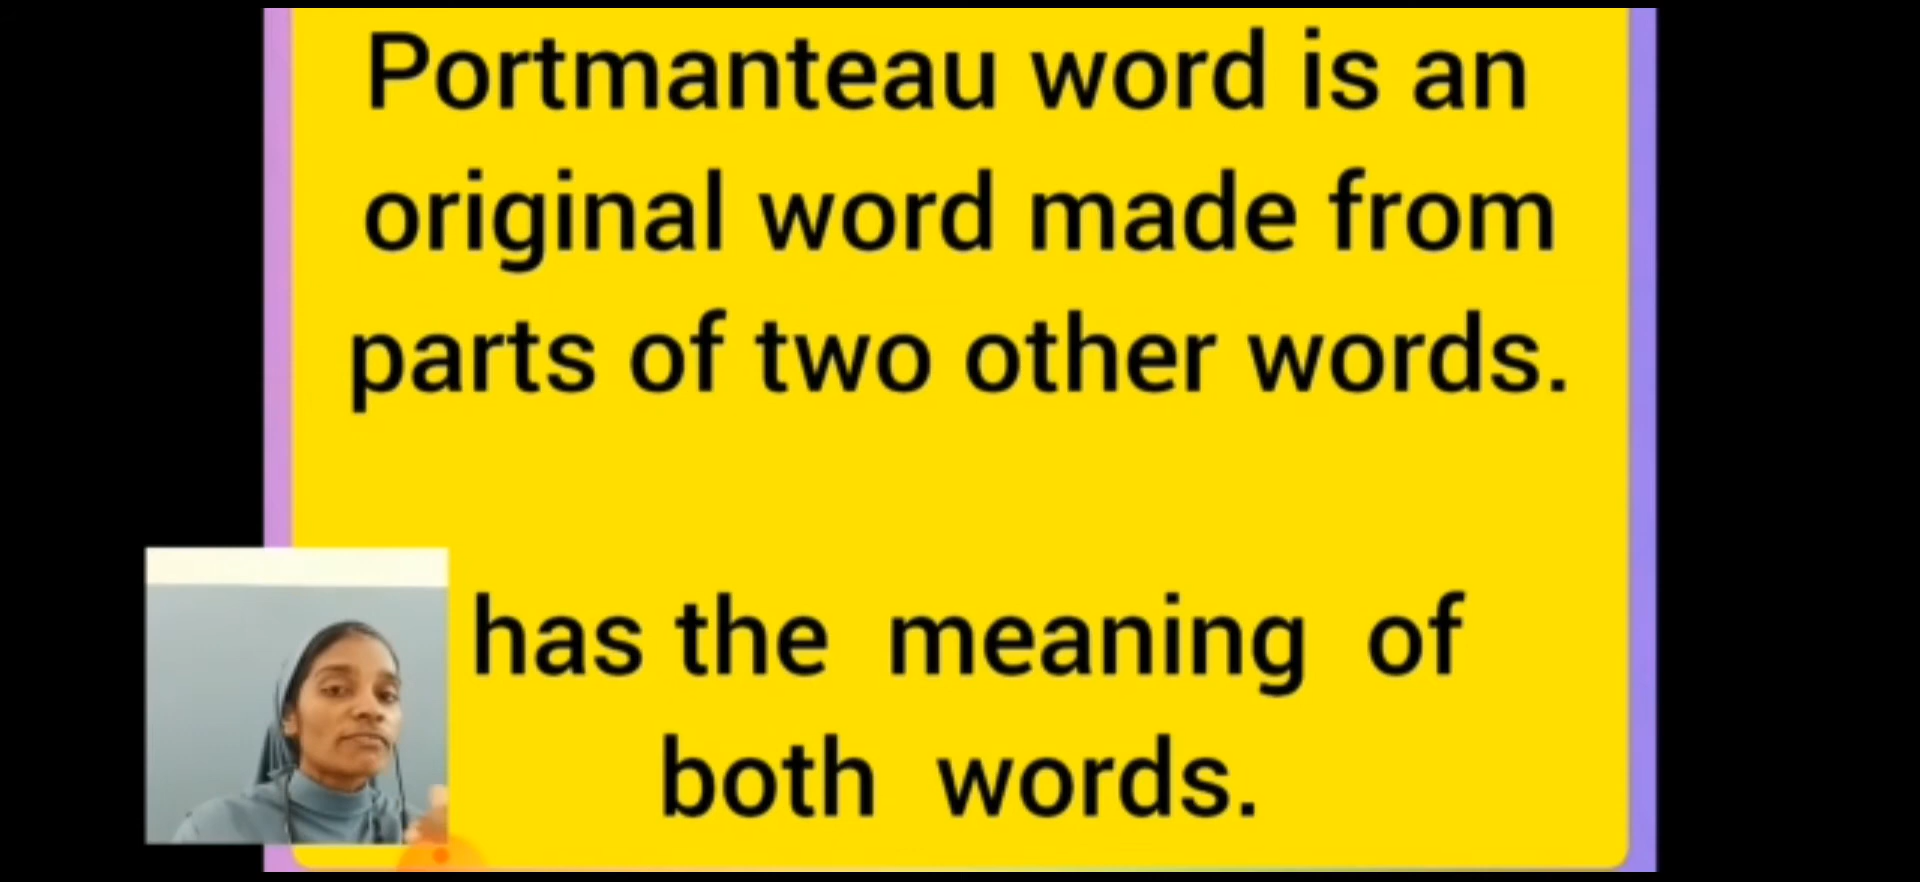 Portmanteau word is an
original word made from
parts of two other words.
has the meaning of
both words.